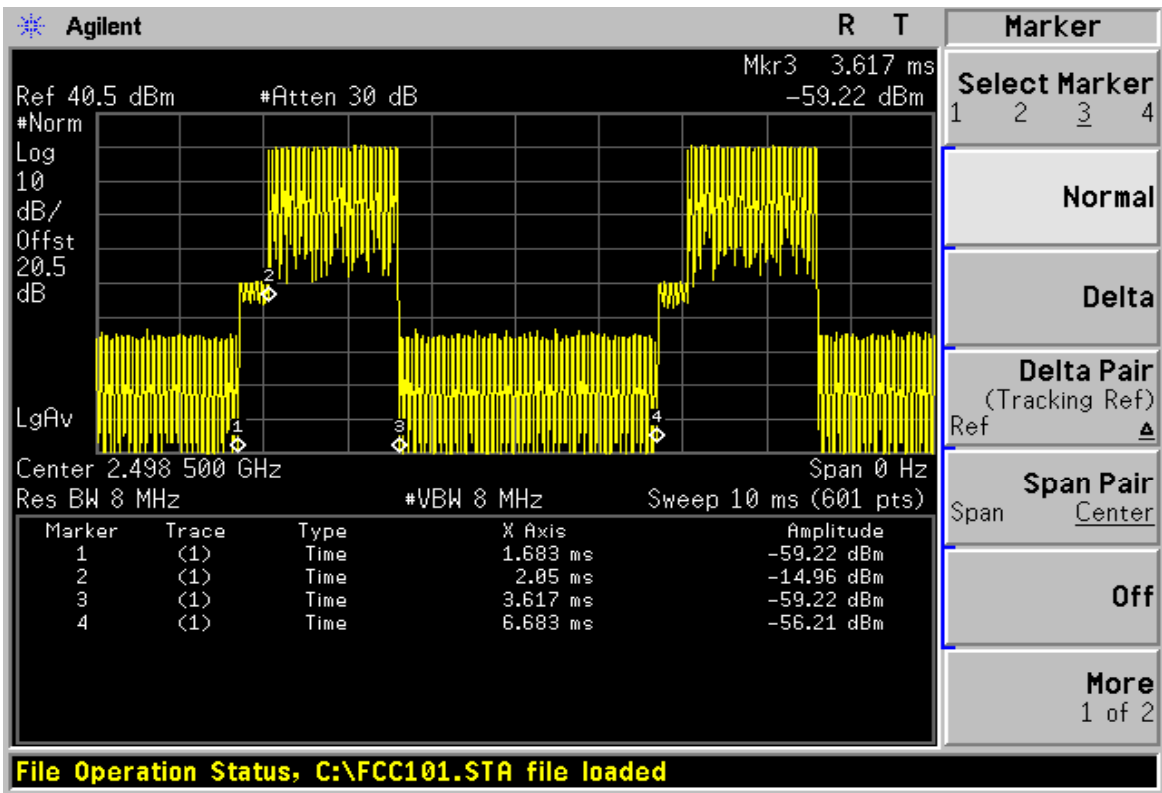 Agilent R T
Mkr3 3.617 ms
Ref 40.5 dBm #Atten 30 dB -59.22 dBm
#Norm
Log
10
dB/
Offst
20.5
dB
LgAv
2
1
3
4
Center 2.498 500 GHz Span 0 Hz
Res BW 8 MHz #VBW 8 MHz Sweep 10 ms (601 pts)
Marker Trace Type X Axis Amplitude
1 (1) Time 1.683 ms -59.22 dBm
2 (1) Time 2.05 ms -14.96 dBm
3 (1) Time 3.617 ms -59.22 dBm
4 (1) Time 6.683 ms -56.21 dBm
File Operation Status, C:\FCC101.STA file loaded
Marker
Select Marker
1 2 3 4
Normal
Delta
Delta Pair
(Tracking Ref)
Ref Δ
Span Pair
Span Center
Off
More
1 of 2